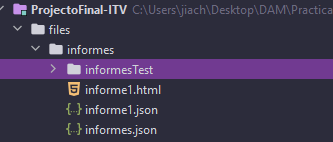 ProjectoFinal-ITV C:\Users\jiach\Desktop\DAM\Practica
files
informes
informesTest
informe1.html
informe1.json
informes.json